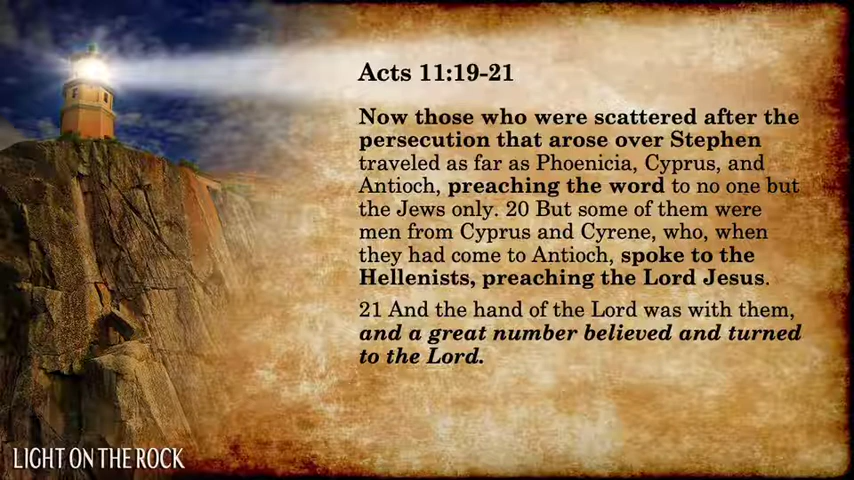 Acts 11:19-21
Now those who were scattered after the
persecution that arose over Stephen
traveled as far as Phoenicia, Cyprus, and
Antioch, preaching the word to no one but
the Jews only. 20 But some of them were
men from Cyprus and Cyrene, who, when
they had come to Antioch, spoke to the
Hellenists, preaching the Lord Jesus.
21 And the hand of the Lord was with them,
and a great number believed and turned
to the Lord.
LIGHT ON THE ROCK